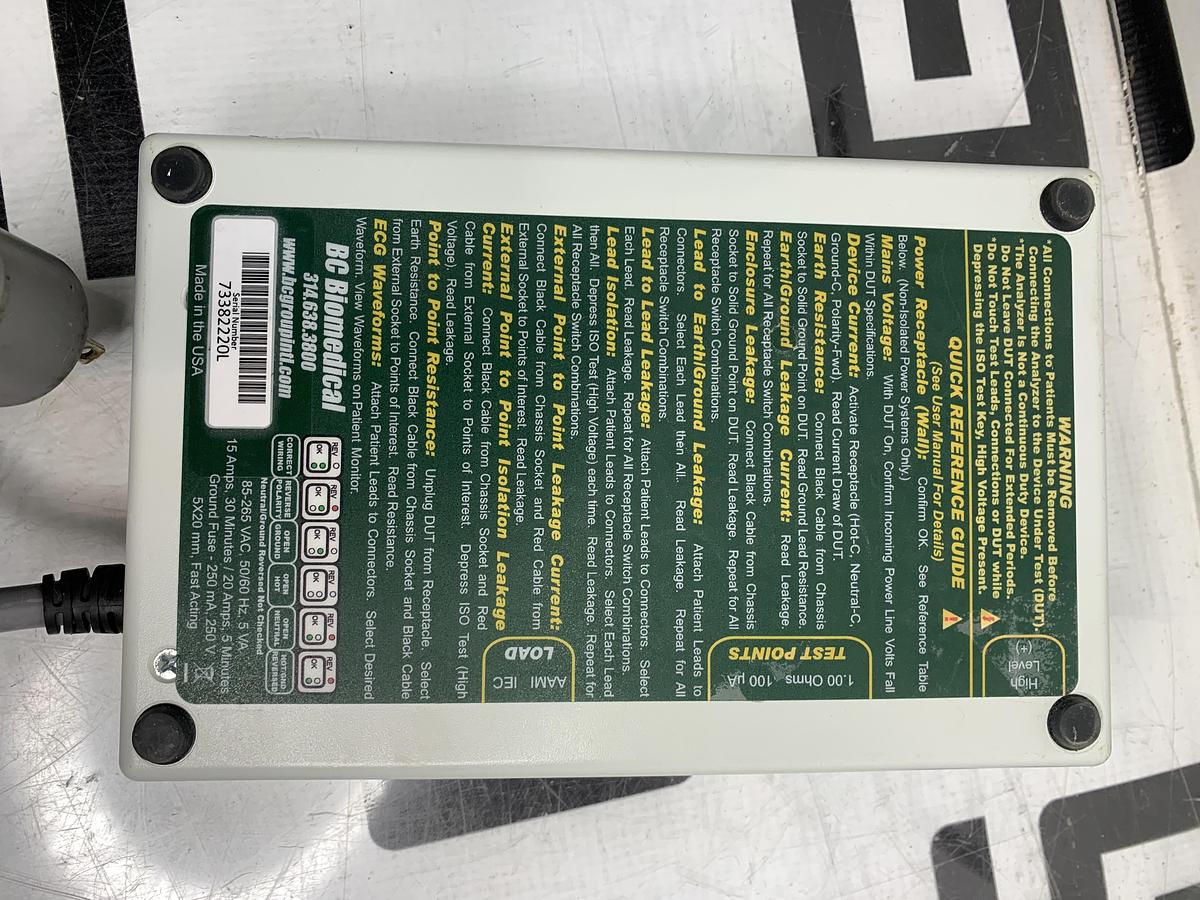 WARNING
*All Connections to Patients Must be Removed Before
Connecting the Analyzer to the Device Under Test (DUT).
*The Analyzer Is Not a Continuous Duty Device.
Do Not Leave DUT Connected For Extended Periods.
*Do Not Touch Test Leads, Connections or DUT While
Depressing the ISO Test Key, High Voltage Present.
High
Level
(+)
QUICK REFERENCE GUIDE
(See User Manual For Details)
Power Receptacle (Wall): Confirm OK. See Reference Table
Below. (Non-Isolated Power Systems Only)
Mains Voltage: With DUT On, Confirm Incoming Power Line Volts Fall
Within DUT Specifications.
Device Current: Activate Receptacle (Hot-C, Neutral-C,
Ground-C, Polarity-Fwd). Read Current Draw of DUT.
Earth Resistance: Connect Black Cable from Chassis
Socket to Solid Ground Point on DUT. Read Ground Lead Resistance.
Earth/Ground Leakage Current: Read Leakage.
Repeat for All Receptacle Switch Combinations.
Enclosure Leakage: Connect Black Cable from Chassis
Socket to Solid Ground Point on DUT. Read Leakage. Repeat for All
Receptacle Switch Combinations.
TEST POINTS
1.00 Ohms 100 µA
Lead to Earth/Ground Leakage: Attach Patient Leads to
Connectors. Select Each Lead then All. Read Leakage. Repeat for All
Receptacle Switch Combinations.
Lead to Lead Leakage: Attach Patient Leads to Connectors. Select
Each Lead. Read Leakage. Repeat for All Receptacle Switch Combinations.
Lead Isolation: Attach Patient Leads to Connectors. Select Each Lead
then All. Depress ISO Test (High Voltage) each time. Read Leakage. Repeat for
All Receptacle Switch Combinations.
External Point to Point Leakage Current:
Connect Black Cable from Chassis Socket and Red Cable from
External Socket to Points of Interest. Read Leakage.
External Point to Point Isolation Leakage
Current: Connect Black Cable from Chassis Socket and Red
Cable from External Socket to Points of Interest. Depress ISO Test (High
Voltage). Read Leakage.
LOAD
AAMI IEC
Point to Point Resistance: Unplug DUT from Receptacle. Select
Earth Resistance. Connect Black Cable from Chassis Socket and Black Cable
from External Socket to Points of Interest. Read Resistance.
ECG Waveforms: Attach Patient Leads to Connectors. Select Desired
Waveform. View Waveforms on Patient Monitor.
BC Biomedical
314.638.3800
www.bcgroupintl.com
Serial Number
73382220L
Made in the USA
REV REV REV REV REV REV
OK OK OK OK OK OK
CORRECT WIRING
REVERSE POLARITY
OPEN GROUND
OPEN HOT
OPEN NEUTRAL
HOT/GND REVERSED
Neutral/Ground Reversed Not Checked
85-265 VAC, 50/60 Hz, 5 VA,
15 Amps, 30 Minutes / 20 Amps, 5 Minutes
Ground Fuse - 250 mA, 250 V,
5X20 mm, Fast Acting